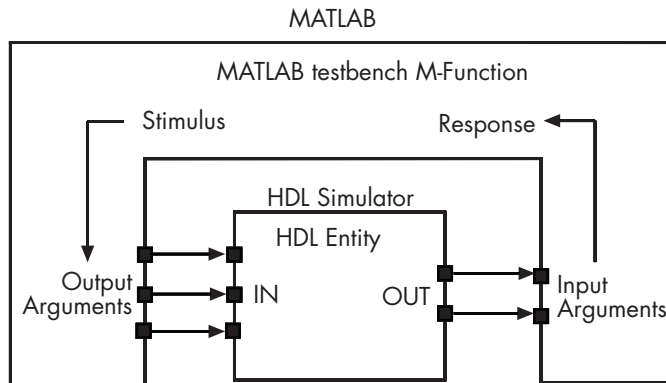 MATLAB
MATLAB testbench M-Function
Stimulus
Response
HDL Simulator
HDL Entity
Output
Arguments
IN
OUT
Input
Arguments